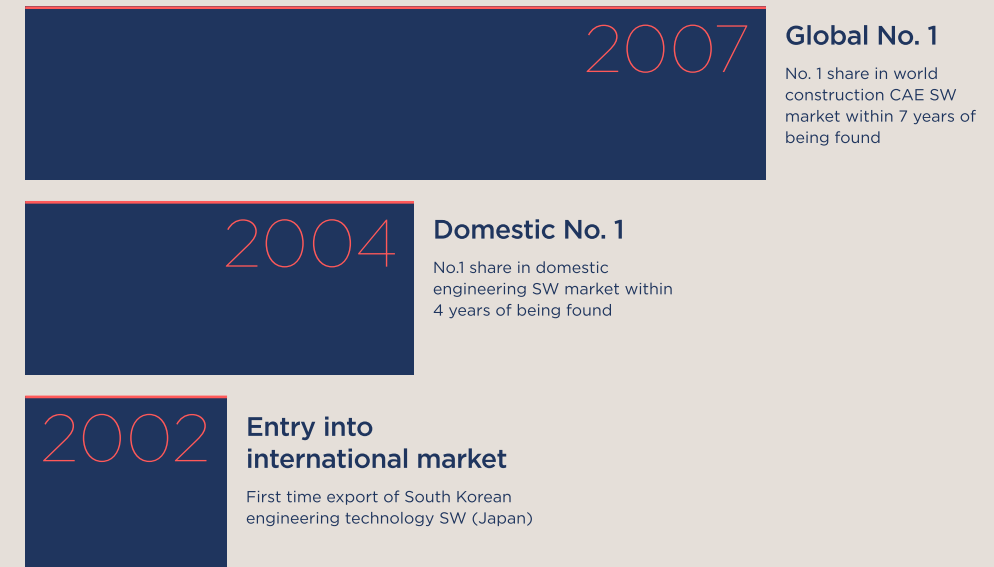 2007
Global No. 1
No. 1 share in world
construction CAE SW
market within 7 years of
being found
2004
Domestic No. 1
No.1 share in domestic
engineering SW market within
4 years of being found
2002
Entry into
international market
First time export of South Korean
engineering technology SW (Japan)